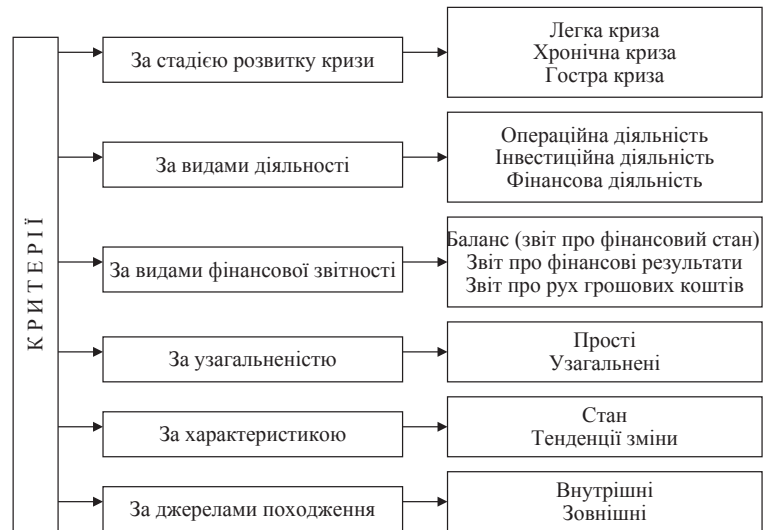 КРИТЕРІЇ
За стадією розвитку кризи
Легка криза
Хронічна криза
Гостра криза
За видами діяльності
Операційна діяльність
Інвестиційна діяльність
Фінансова діяльність
За видами фінансової звітності
Баланс (звіт про фінансовий стан)
Звіт про фінансові результати
Звіт про рух грошових коштів
За узагальненістю
Прості
Узагальнені
За характеристикою
Стан
Тенденції зміни
За джерелами походження
Внутрішні
Зовнішні